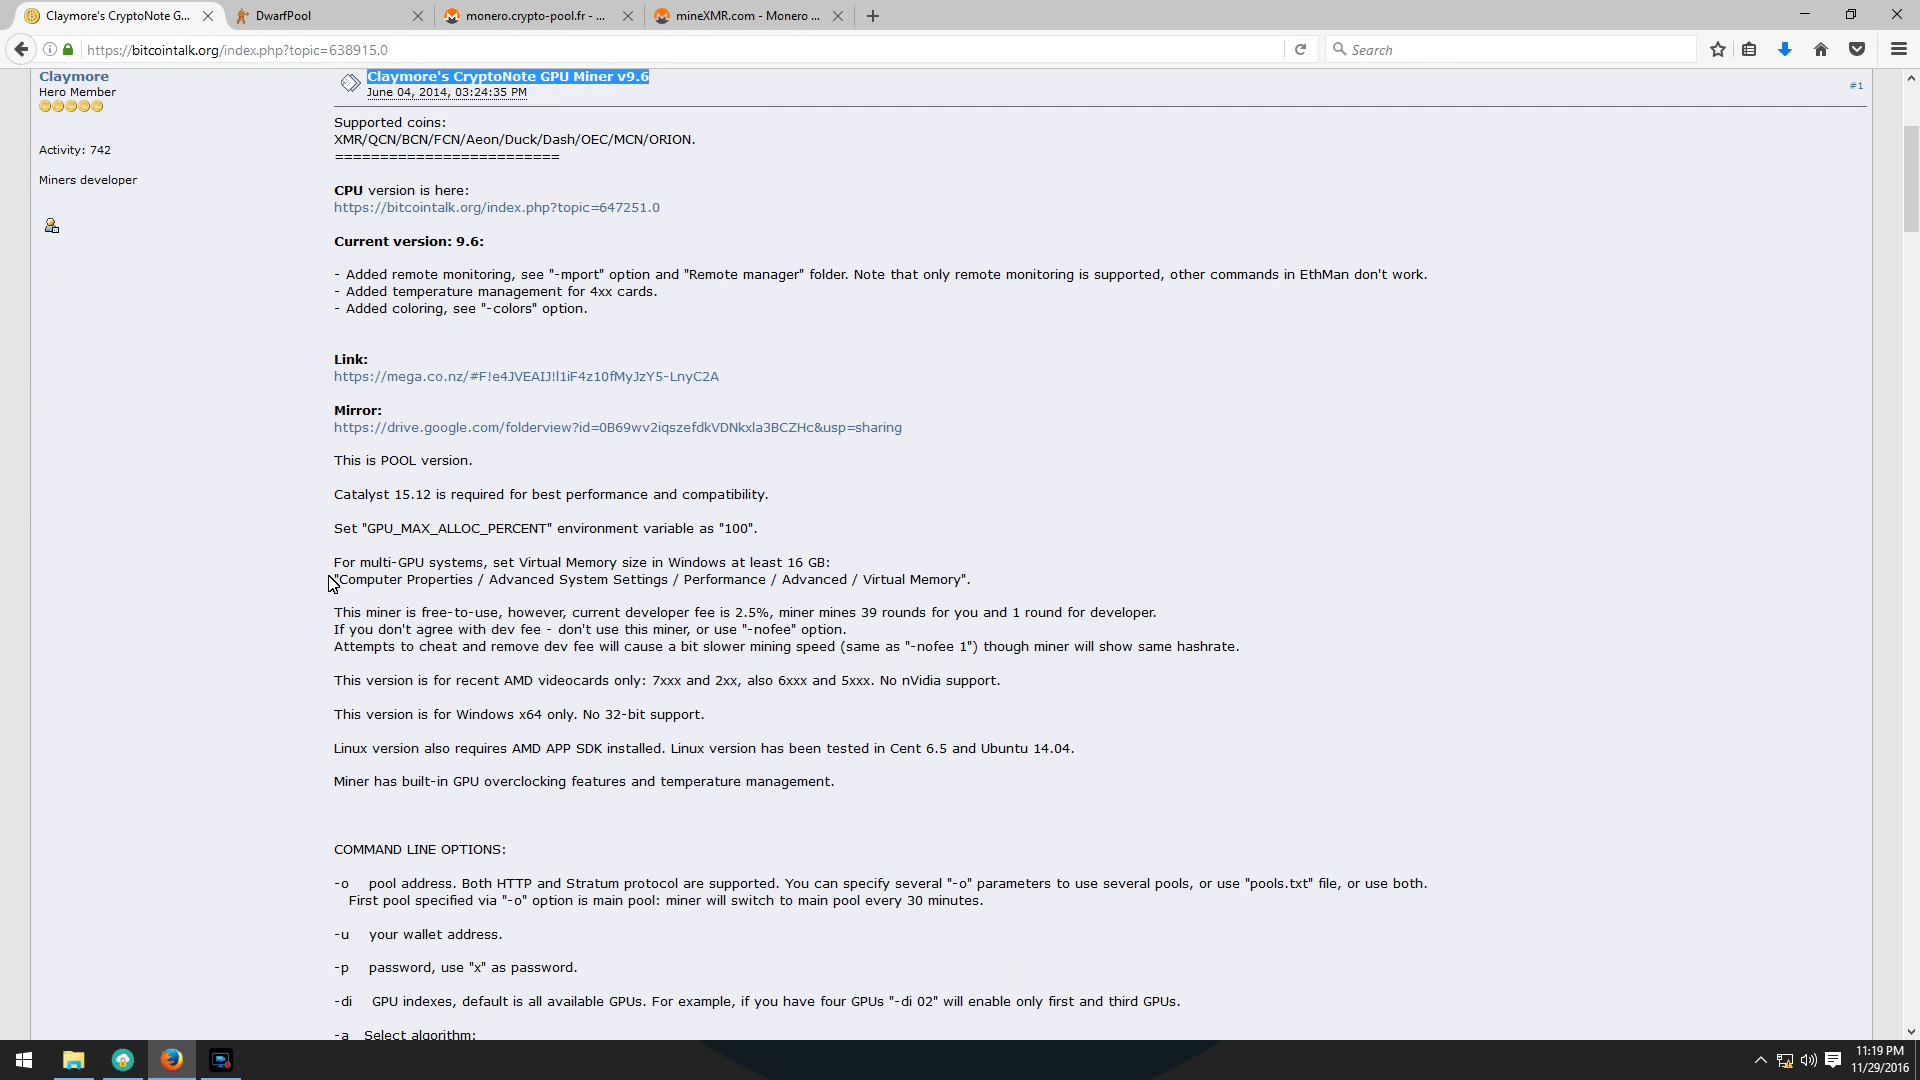 Claymore's CryptoNote G...
DwarfPool
monero.crypto-pool.fr - ...
mineXMR.com - Monero ...
https://bitcointalk.org/index.php?topic=638915.0
Search
Claymore
Hero Member
Activity: 742
Miners developer
Claymore's CryptoNote GPU Miner v9.6
June 04, 2014, 03:24:35 PM
#1
Supported coins:
XMR/QCN/BCN/FCN/Aeon/Duck/Dash/OEC/MCN/ORION.
=========================
CPU version is here:
https://bitcointalk.org/index.php?topic=647251.0
Current version: 9.6:
- Added remote monitoring, see "-mport" option and "Remote manager" folder. Note that only remote monitoring is supported, other commands in EthMan don't work.
- Added temperature management for 4xx cards.
- Added coloring, see "-colors" option.
Link:
https://mega.co.nz/#F!e4JVEAIJ!l1iF4z10fMyJzY5-LnyC2A
Mirror:
https://drive.google.com/folderview?id=0B69wv2iqszefdkVDNkxla3BCZHc&usp=sharing
This is POOL version.
Catalyst 15.12 is required for best performance and compatibility.
Set "GPU_MAX_ALLOC_PERCENT" environment variable as "100".
For multi-GPU systems, set Virtual Memory size in Windows at least 16 GB:
"Computer Properties / Advanced System Settings / Performance / Advanced / Virtual Memory".
This miner is free-to-use, however, current developer fee is 2.5%, miner mines 39 rounds for you and 1 round for developer.
If you don't agree with dev fee - don't use this miner, or use "-nofee" option.
Attempts to cheat and remove dev fee will cause a bit slower mining speed (same as "-nofee 1") though miner will show same hashrate.
This version is for recent AMD videocards only: 7xxx and 2xx, also 6xxx and 5xxx. No nVidia support.
This version is for Windows x64 only. No 32-bit support.
Linux version also requires AMD APP SDK installed. Linux version has been tested in Cent 6.5 and Ubuntu 14.04.
Miner has built-in GPU overclocking features and temperature management.
COMMAND LINE OPTIONS:
-o pool address. Both HTTP and Stratum protocol are supported. You can specify several "-o" parameters to use several pools, or use "pools.txt" file, or use both.
First pool specified via "-o" option is main pool: miner will switch to main pool every 30 minutes.
-u your wallet address.
-p password, use "x" as password.
-di GPU indexes, default is all available GPUs. For example, if you have four GPUs "-di 02" will enable only first and third GPUs.
-a Select algorithm:
11:19 PM
11/29/2016